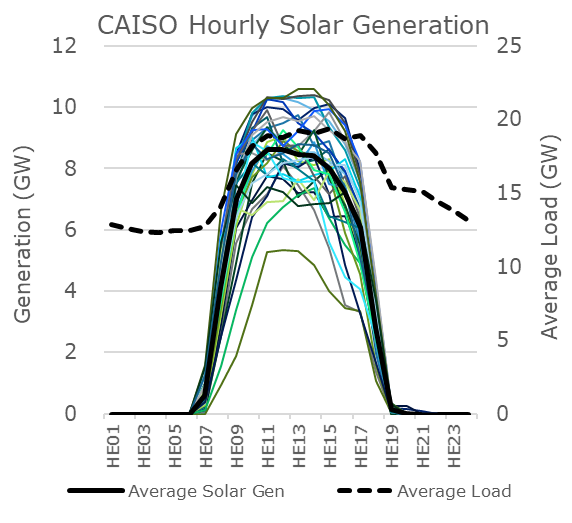 CAISO Hourly Solar Generation
12
10
8
6
4
2
0
Generation (GW)
25
20
15
10
5
0
Average Load (GW)
HE01
HE03
HE05
HE07
HE09
HE11
HE13
HE15
HE17
HE19
HE21
HE23
Average Solar Gen
Average Load